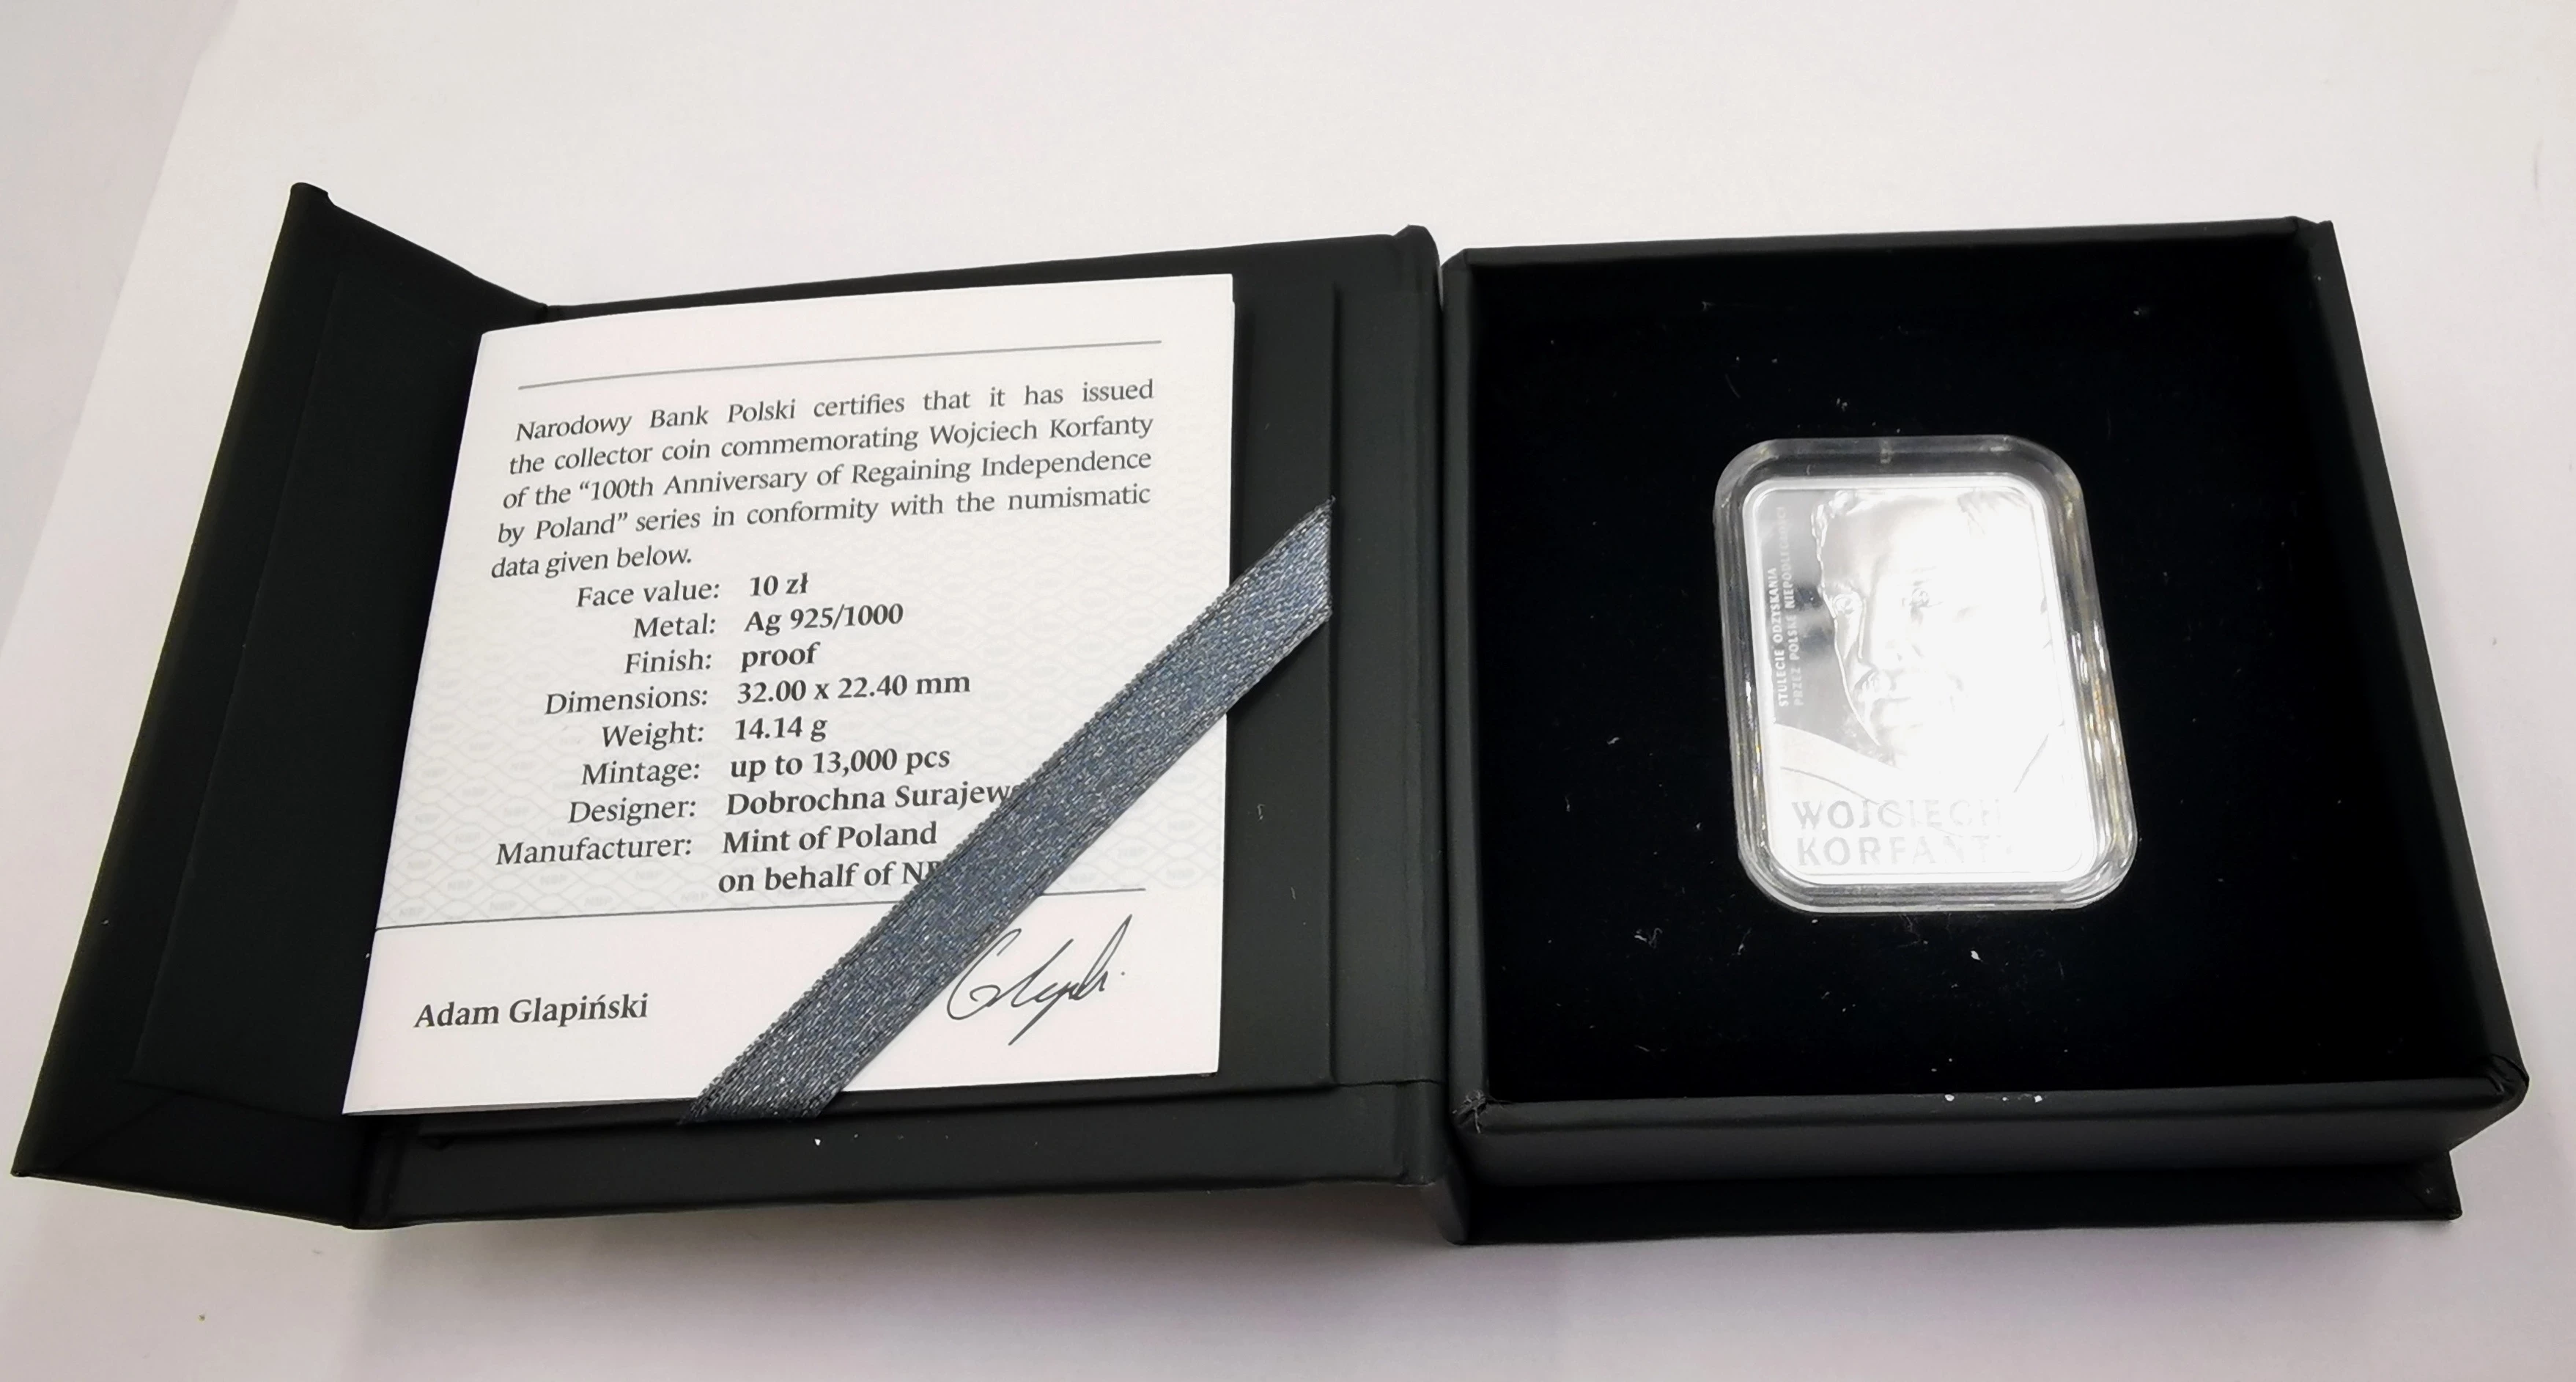 Narodowy Bank Polski certifies that it has issued
the collector coin commemorating Wojciech Korfanty
of the “100th Anniversary of Regaining Independence
by Poland” series in conformity with the numismatic
data given below.
Face value: 10 zł
Metal: Ag 925/1000
Finish: proof
Dimensions: 32.00 x 22.40 mm
Weight: 14.14 g
Mintage: up to 13,000 pcs
Designer: Dobrochna Surajew
Manufacturer: Mint of Poland
on behalf of NB
Adam Glapiński
STULECIE ODZYSKANIA
PRZEZ POLSKĘ NIEPODLEGŁOŚCI
WOJCIECH
KORFANTY